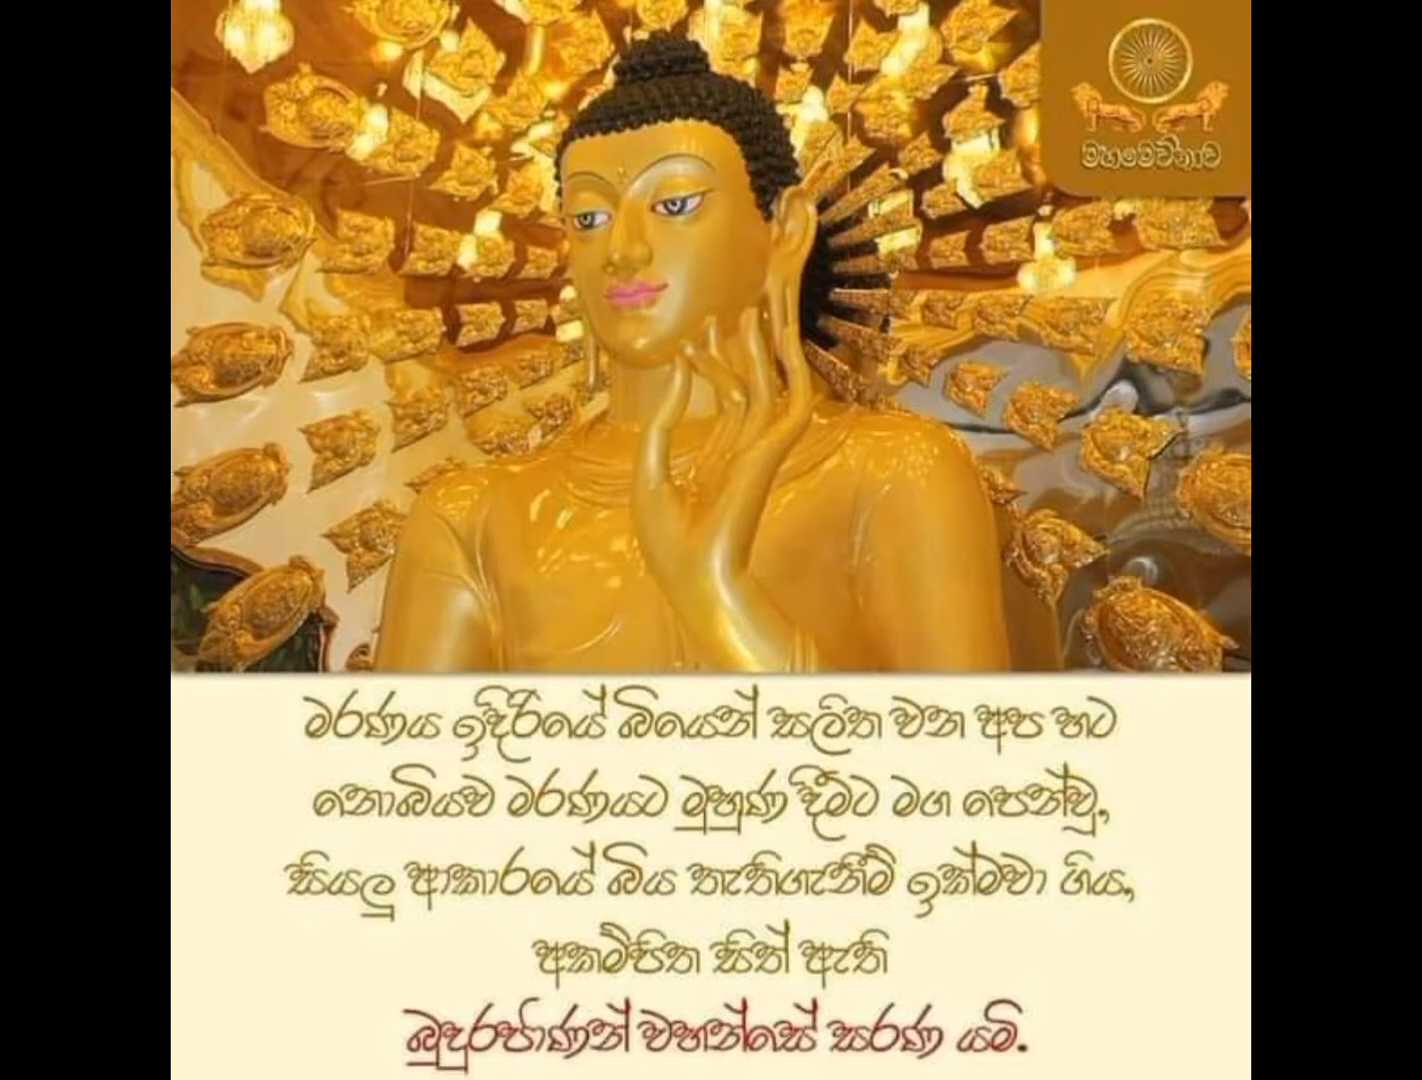 මහමෙව්නාව
මරණය ඉදිරියේ බියෙන් සලිත වන අප හට
නොබියව මරණයට මුහුණ දීමට මග පෙන්වූ,
සියලු ආකාරයේ බිය තැතිගැනීම් ඉක්මවා ගිය,
අකම්පිත සිත් ඇති
බුදුරජාණන් වහන්සේ සරණ යමි.